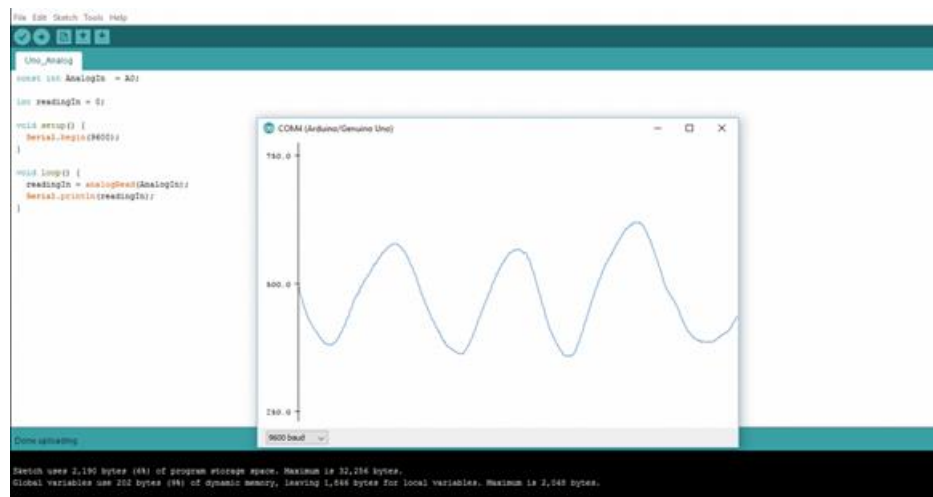 File Edit Sketch Tools Help
Uno_Analog
const int AnalogIn = A0;
int readingIn = 0;
void setup() {
Serial.begin(9600);
}
void loop() {
readingIn = analogRead(AnalogIn);
Serial.println(readingIn);
}
COM4 (Arduino/Genuino Uno)
750.0
500.0
250.0
9600 baud
Done uploading
Sketch uses 2,190 bytes (6%) of program storage space. Maximum is 32,256 bytes.
Global variables use 202 bytes (9%) of dynamic memory, leaving 1,846 bytes for local variables. Maximum is 2,048 bytes.